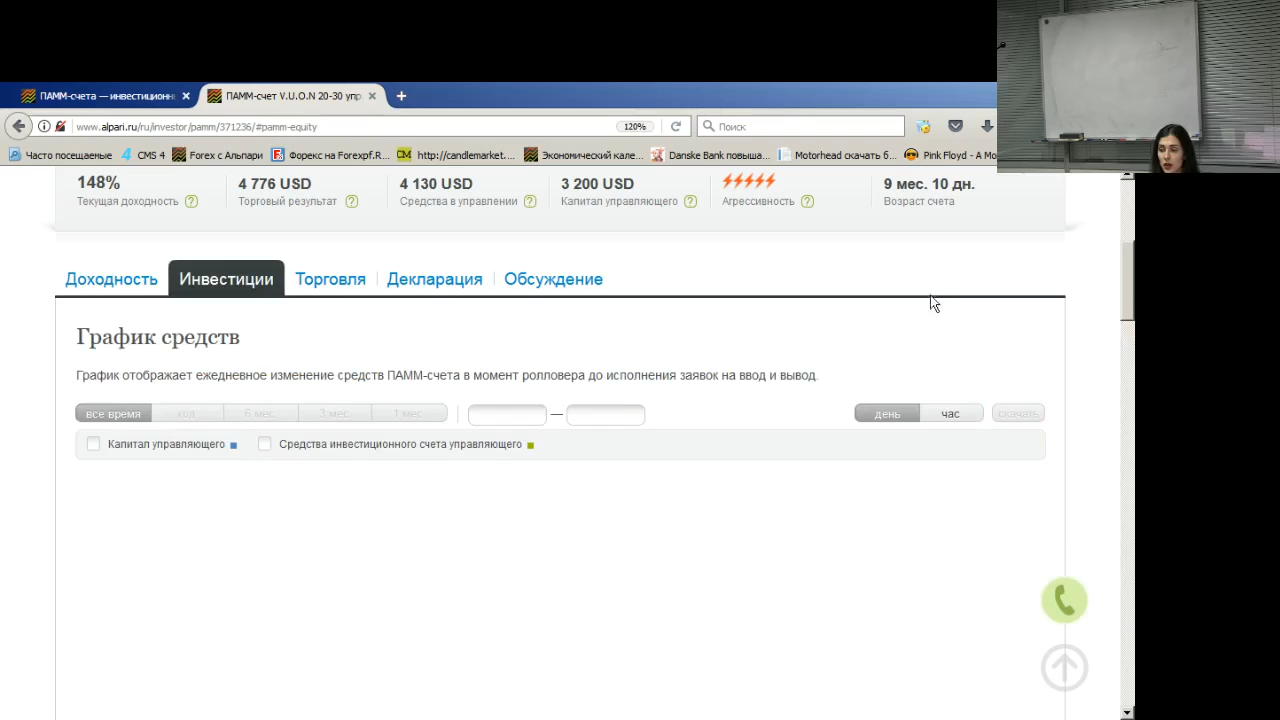 ПАММ-счета — инвестиционн
ПАММ-счет V.U.O.N 20-30 упр
www.alpari.ru/ru/investor/pamm/371236/#pamm-equity
120%
Поиск
Часто посещаемые
CMS 4
Forex с Альпари
Форекс на Forexpf.R...
http://candlemarket....
Экономический кале...
Danske Bank повыша...
Motorhead скачать б...
Pink Floyd - A Mo
148%
4 776 USD
4 130 USD
3 200 USD
9 мес. 10 дн.
Текущая доходность ?
Торговый результат ?
Средства в управлении ?
Капитал управляющего ?
Агрессивность ?
Возраст счета
Доходность
Инвестиции
Торговля
Декларация
Обсуждение
График средств
График отображает ежедневное изменение средств ПАММ-счета в момент ролловера до исполнения заявок на ввод и вывод.
все время
год
6 мес.
3 мес.
1 мес.
—
день
час
скачать
Капитал управляющего
Средства инвестиционного счета управляющего